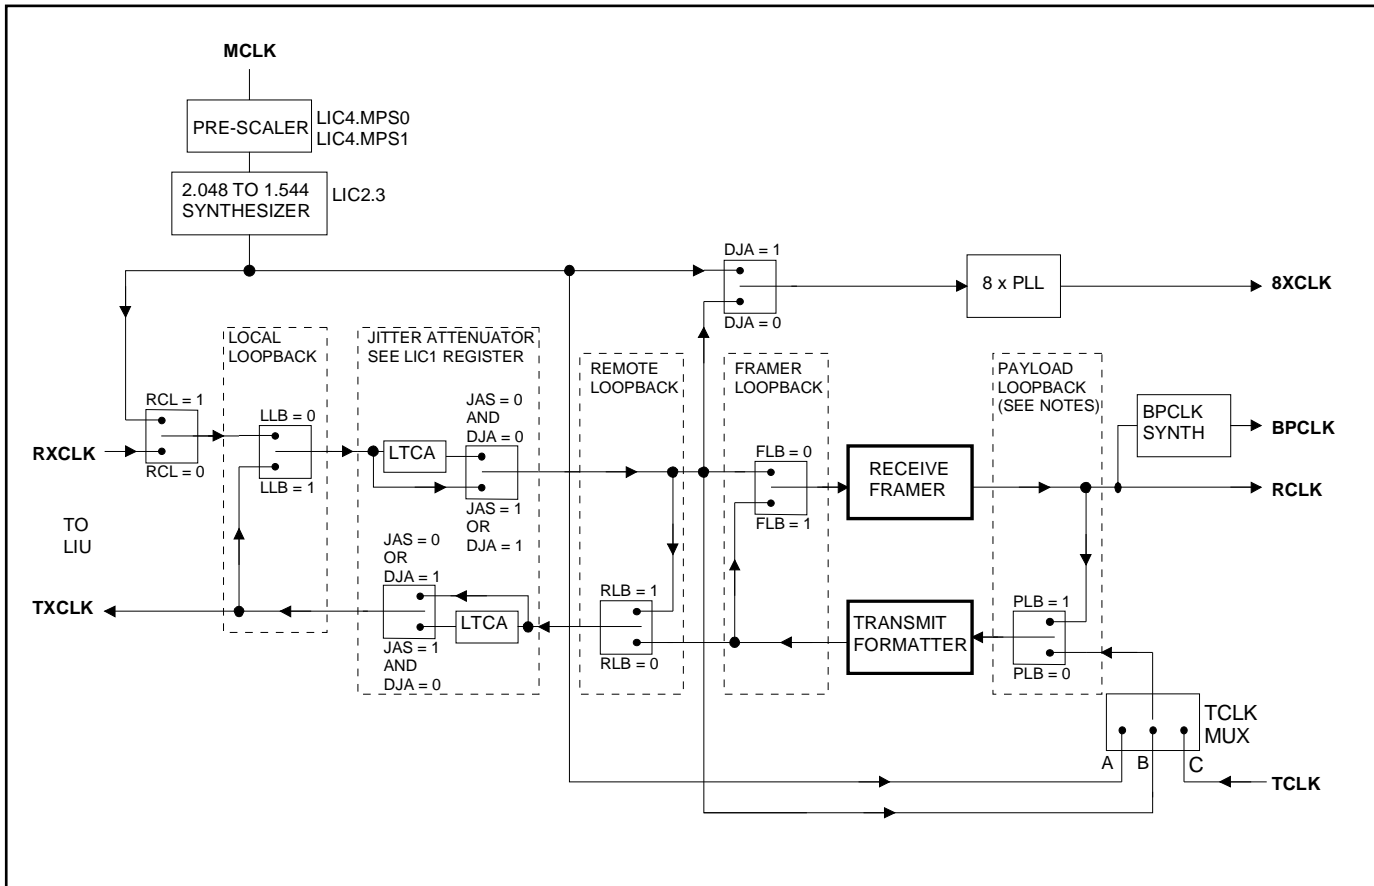 MCLK
PRE-SCALER
LIC4.MPS0
LIC4.MPS1
2.048 TO 1.544
SYNTHESIZER
LIC2.3
DJA = 1
8 x PLL
8XCLK
DJA = 0
LOCAL
LOOPBACK
JITTER ATTENUATOR
SEE LIC1 REGISTER
REMOTE
LOOPBACK
FRAMER
LOOPBACK
PAYLOAD
LOOPBACK
(SEE NOTES)
RCL = 1
RXCLK
RCL = 0
LLB = 0
LLB = 1
LTCA
JAS = 0
AND
DJA = 0
JAS = 1
OR
DJA = 1
FLB = 0
FLB = 1
RECEIVE
FRAMER
BPCLK
SYNTH
BPCLK
RCLK
TO
LIU
JAS = 0
OR
DJA = 1
TXCLK
LTCA
JAS = 1
AND
DJA = 0
RLB = 1
RLB = 0
TRANSMIT
FORMATTER
PLB = 1
PLB = 0
TCLK
MUX
A
B
C
TCLK